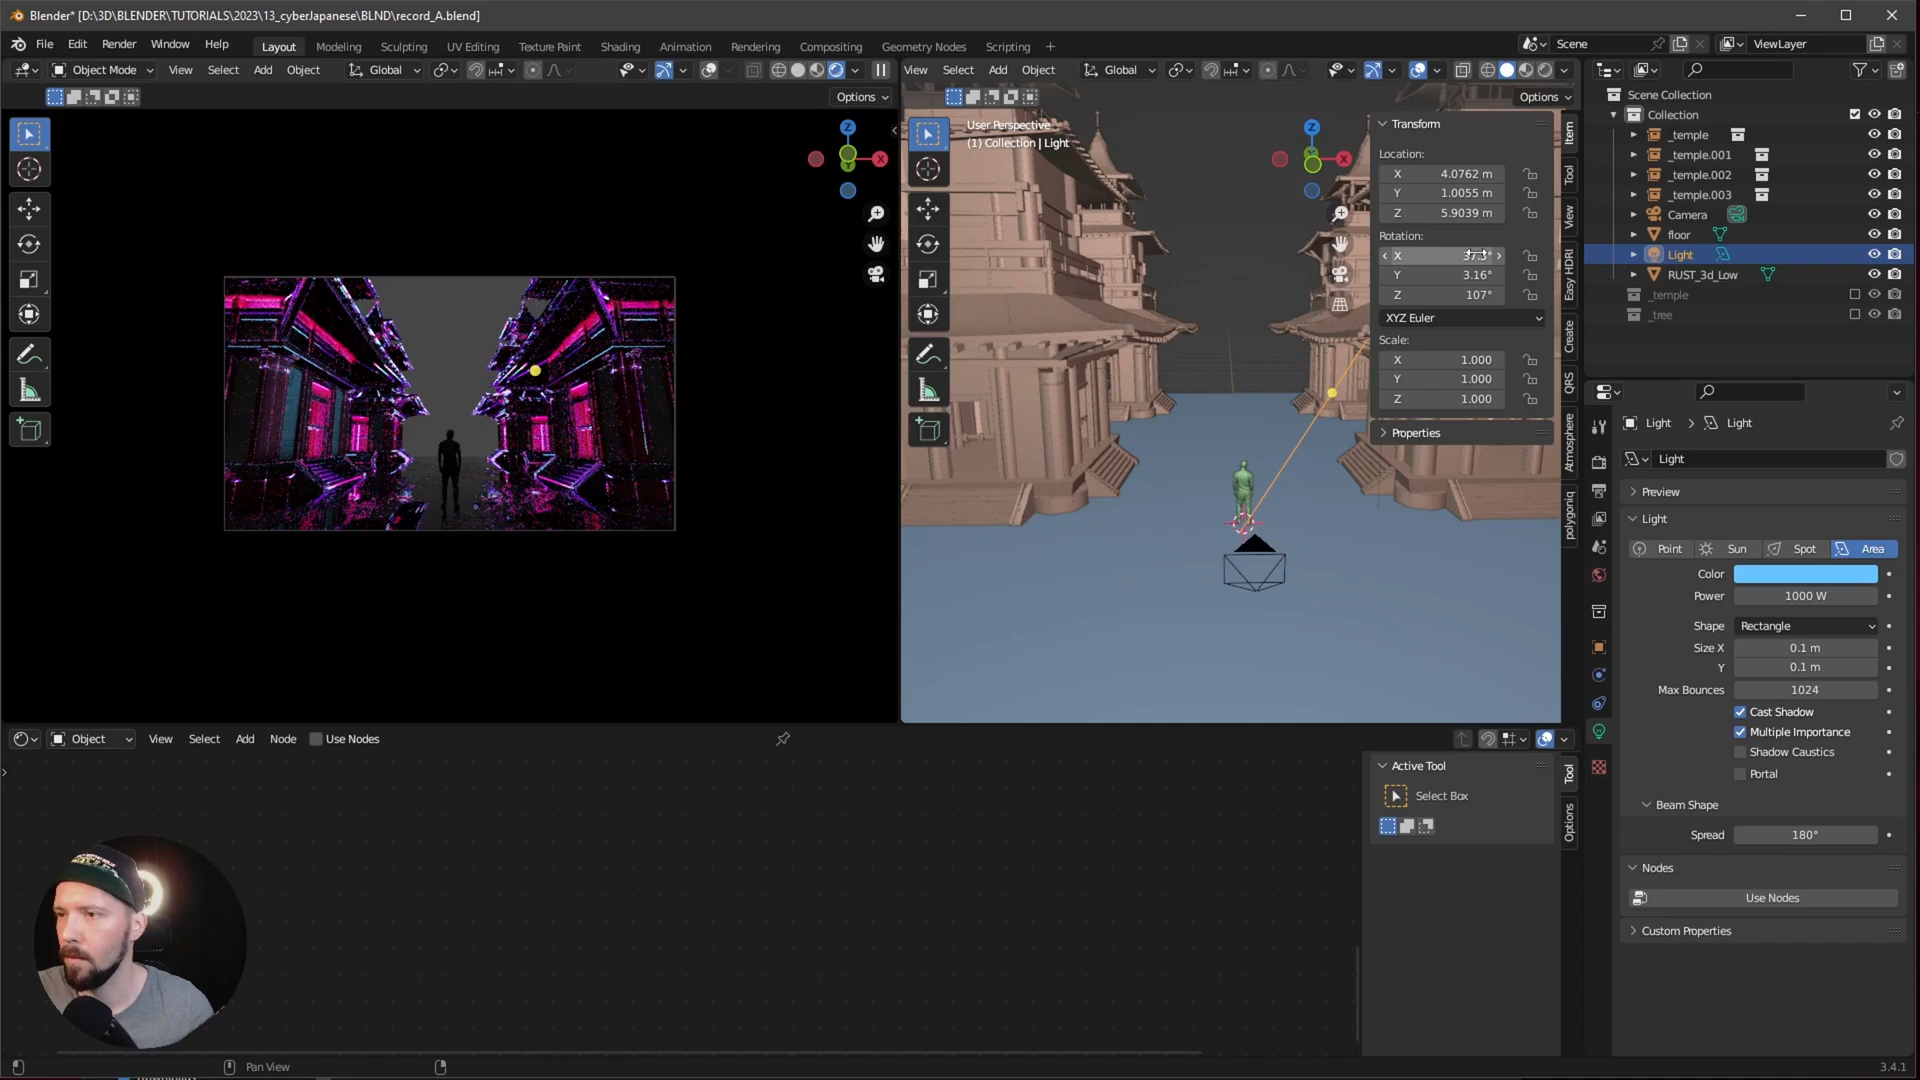 Blender* [D:\3D\BLENDER\TUTORIALS\2023\13_cyberJapanese\BLND\record_A.blend]
File Edit Render Window Help Layout Modeling Sculpting UV Editing Texture Paint Shading Animation Rendering Compositing Geometry Nodes Scripting + Scene ViewLayer
Object Mode View Select Add Object Global
View Select Add Object Global
Options
Options
Scene Collection
Collection
_temple
_temple.001
_temple.002
_temple.003
Camera
floor
Light
RUST_3d_Low
_temple
_tree
Z
X
Y
User Perspective
(1) Collection | Light
Z
X
Transform
Location:
X 4.0762 m
Y 1.0055 m
Z 5.9039 m
Rotation:
X
Y 3.16°
Z 107°
XYZ Euler
Scale:
X 1.000
Y 1.000
Z 1.000
Properties
Item
Tool
View
Easy HDRI
Create
QRS
Atmosphere
polygoniq
Light Light
Light
Preview
Light
Point Sun Spot Area
Color
Power 1000 W
Shape Rectangle
Size X 0.1 m
Y 0.1 m
Max Bounces 1024
Cast Shadow
Multiple Importance
Shadow Caustics
Portal
Beam Shape
Spread 180°
Nodes
Use Nodes
Custom Properties
Object View Select Add Node Object Use Nodes
Active Tool
Select Box
Tool
Options
Pan View
3.4.1